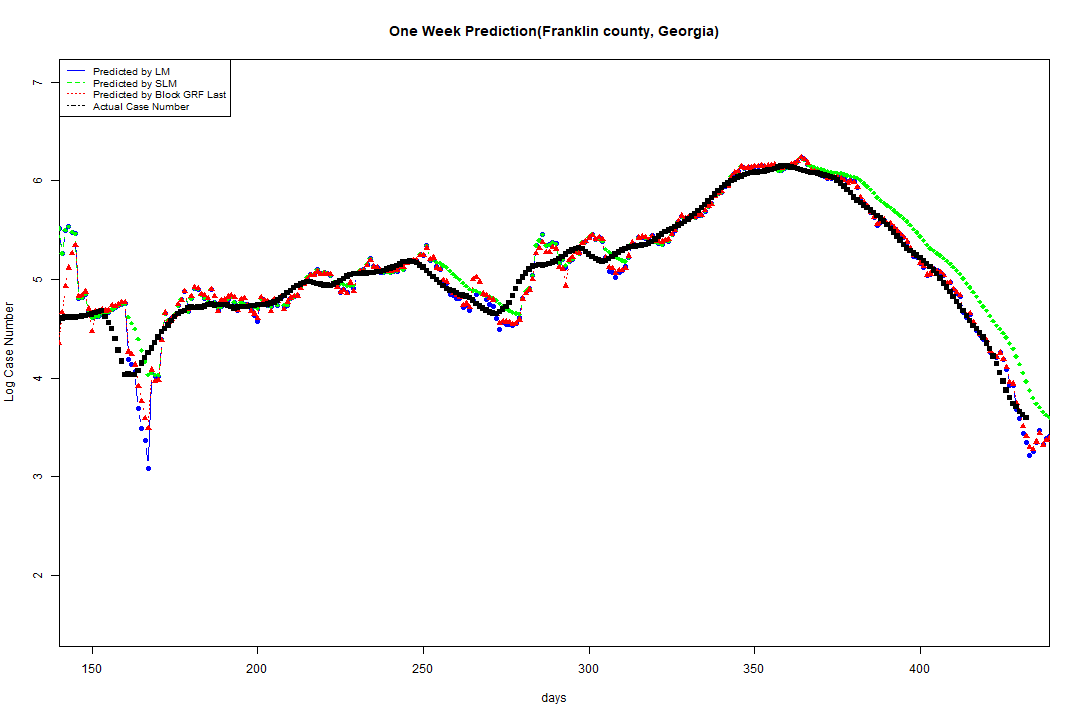 One Week Prediction(Franklin county, Georgia)
Predicted by LM
Predicted by SLM
Predicted by Block GRF Last
Actual Case Number
7
6
5
4
3
2
Log Case Number
150 200 250 300 350 400
days